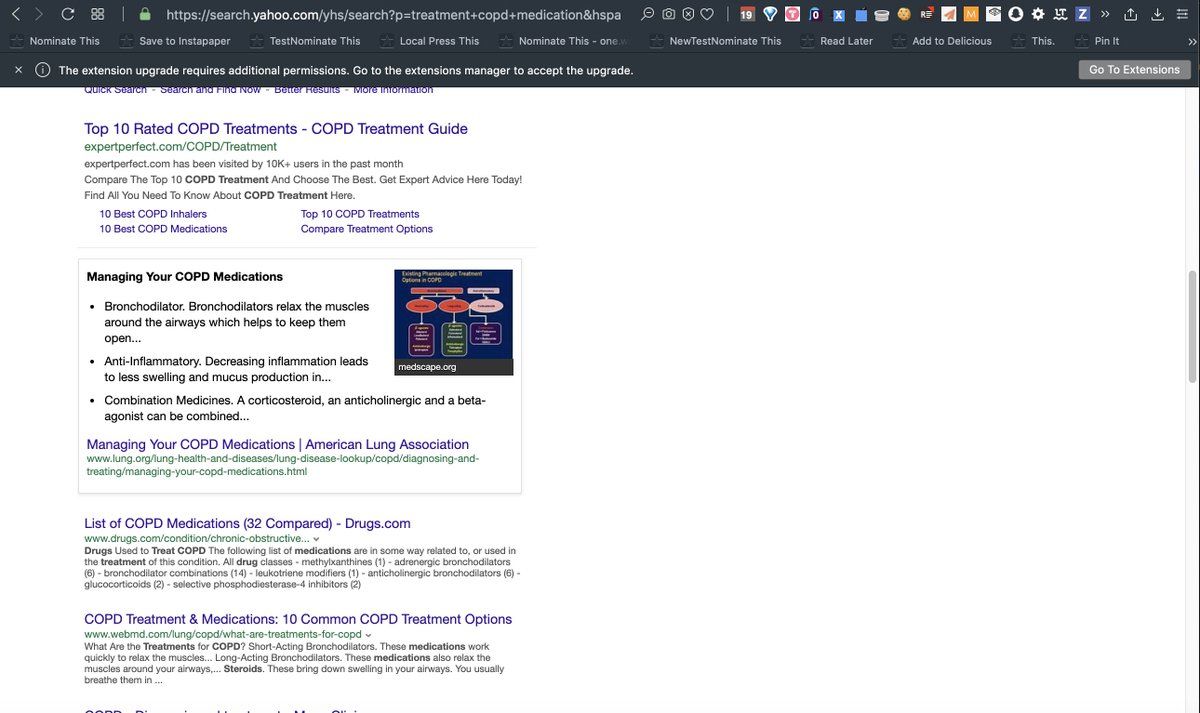 https://search.yahoo.com/yhs/search?p=treatment+copd+medication&hspa
19
Nominate This
Save to Instapaper
TestNominate This
Local Press This
Nominate This - one.w
NewTestNominate This
Read Later
Add to Delicious
This.
Pin It
The extension upgrade requires additional permissions. Go to the extensions manager to accept the upgrade.
Go To Extensions
Quick Search - Search and Find Now - Better Results - More Information
Top 10 Rated COPD Treatments - COPD Treatment Guide
expertperfect.com/COPD/Treatment
expertperfect.com has been visited by 10K+ users in the past month
Compare The Top 10 COPD Treatment And Choose The Best. Get Expert Advice Here Today!
Find All You Need To Know About COPD Treatment Here.
10 Best COPD Inhalers
Top 10 COPD Treatments
10 Best COPD Medications
Compare Treatment Options
Managing Your COPD Medications
• Bronchodilator. Bronchodilators relax the muscles
around the airways which helps to keep them
open...
• Anti-Inflammatory. Decreasing inflammation leads
to less swelling and mucus production in...
• Combination Medicines. A corticosteroid, an anticholinergic and a beta-
agonist can be combined...
Existing Pharmacologic Treatment
Options in COPD
medscape.org
Managing Your COPD Medications | American Lung Association
www.lung.org/lung-health-and-diseases/lung-disease-lookup/copd/diagnosing-and-
treating/managing-your-copd-medications.html
List of COPD Medications (32 Compared) - Drugs.com
www.drugs.com/condition/chronic-obstructive...
Drugs Used to Treat COPD The following list of medications are in some way related to, or used in
the treatment of this condition. All drug classes - methylxanthines (1) - adrenergic bronchodilators
(6) - bronchodilator combinations (14) - leukotriene modifiers (1) - anticholinergic bronchodilators (6) -
glucocorticoids (2) - selective phosphodiesterase-4 inhibitors (2)
COPD Treatment & Medications: 10 Common COPD Treatment Options
www.webmd.com/lung/copd/what-are-treatments-for-copd
What Are the Treatments for COPD? Short-Acting Bronchodilators. These medications work
quickly to relax the muscles... Long-Acting Bronchodilators. These medications also relax the
muscles around your airways,... Steroids. These bring down swelling in your airways. You usually
breathe them in ...